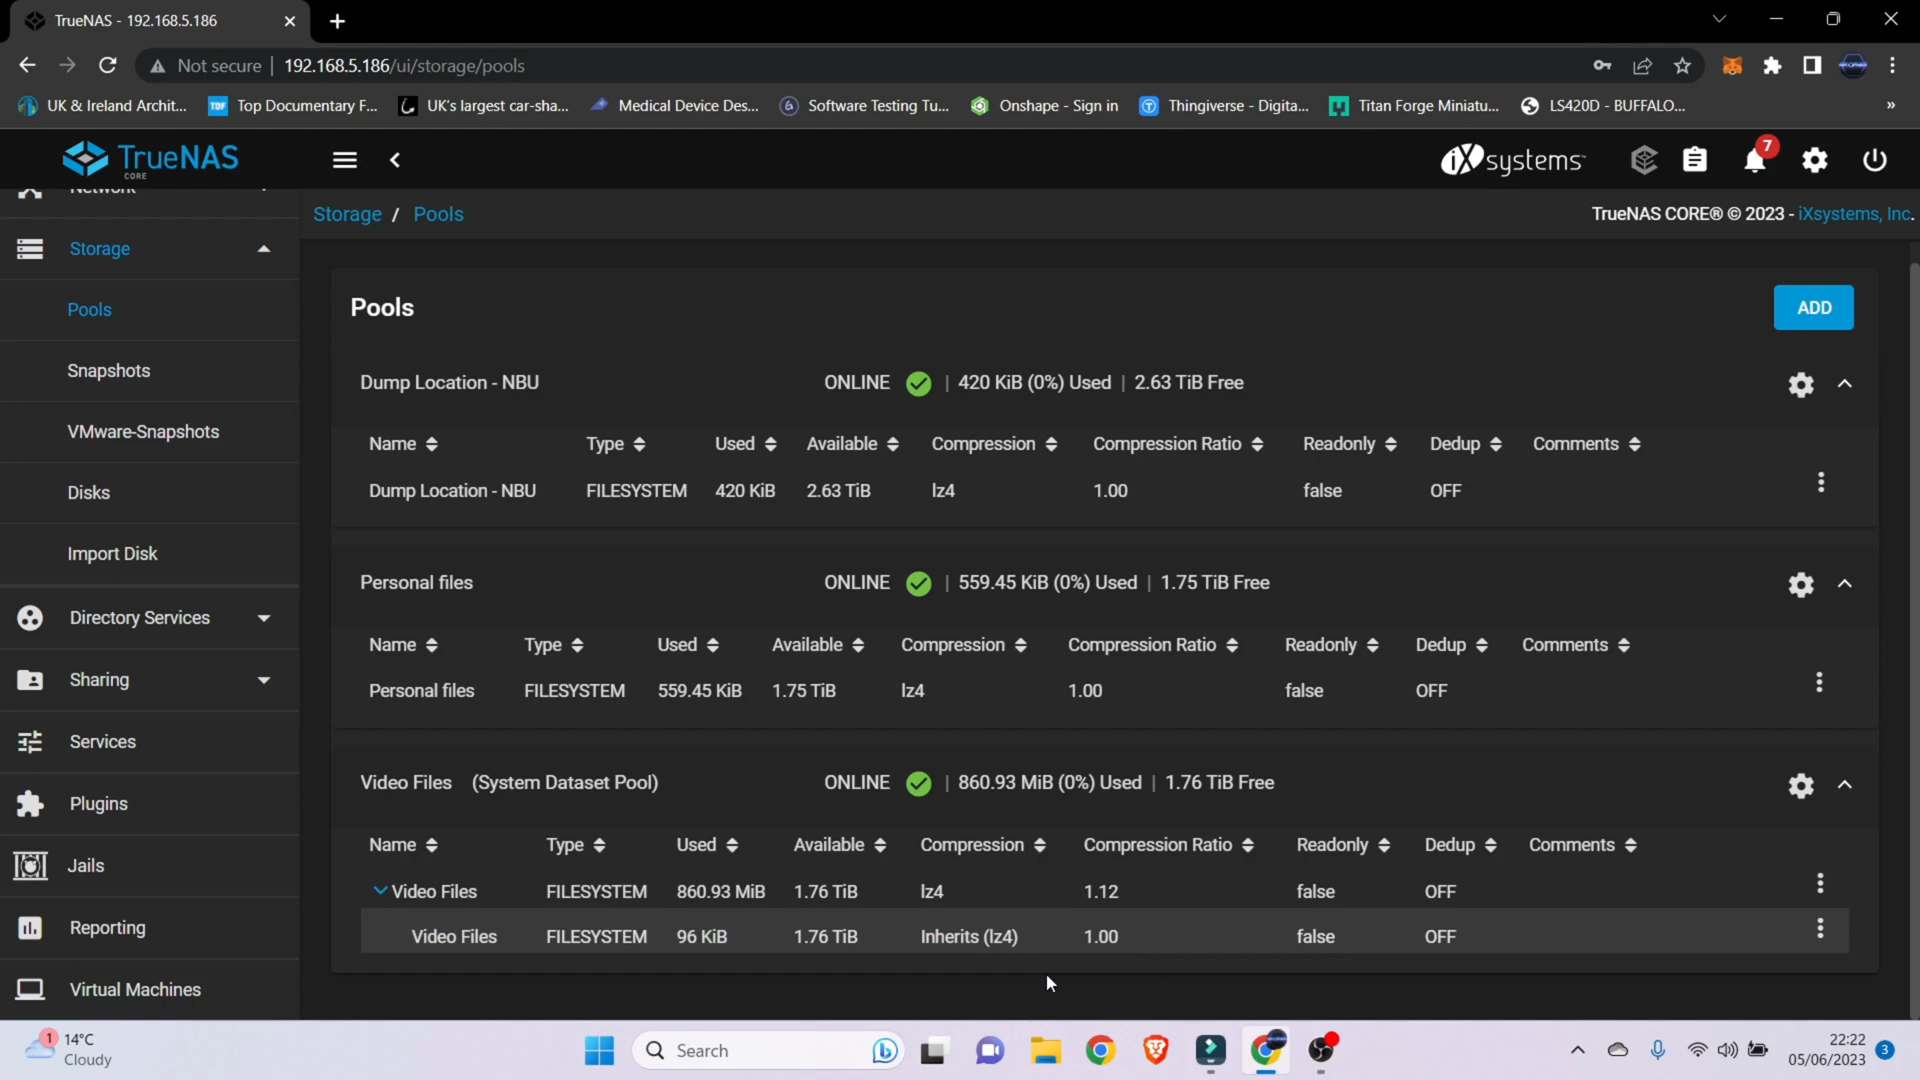 TrueNAS - 192.168.5.186
Not secure 192.168.5.186/ui/storage/pools
UK & Ireland Archit... TDF Top Documentary F... UK's largest car-sha... Medical Device Des... Software Testing Tu... Onshape - Sign in Thingiverse - Digita... Titan Forge Miniatu... LS420D - BUFFALO... »
TrueNAS
CORE
iXsystems
7
Network
Storage / Pools
TrueNAS CORE® © 2023 - iXsystems, Inc.
Storage
Pools
Snapshots
VMware-Snapshots
Disks
Import Disk
Directory Services
Sharing
Services
Plugins
Jails
Reporting
Virtual Machines
Pools
ADD
Dump Location - NBU ONLINE | 420 KiB (0%) Used | 2.63 TiB Free
Name Type Used Available Compression Compression Ratio Readonly Dedup Comments
Dump Location - NBU FILESYSTEM 420 KiB 2.63 TiB lz4 1.00 false OFF
Personal files ONLINE | 559.45 KiB (0%) Used | 1.75 TiB Free
Name Type Used Available Compression Compression Ratio Readonly Dedup Comments
Personal files FILESYSTEM 559.45 KiB 1.75 TiB lz4 1.00 false OFF
Video Files (System Dataset Pool) ONLINE | 860.93 MiB (0%) Used | 1.76 TiB Free
Name Type Used Available Compression Compression Ratio Readonly Dedup Comments
Video Files FILESYSTEM 860.93 MiB 1.76 TiB lz4 1.12 false OFF
Video Files FILESYSTEM 96 KiB 1.76 TiB Inherits (lz4) 1.00 false OFF
1
14°C
Cloudy
Search
22:22
05/06/2023
3